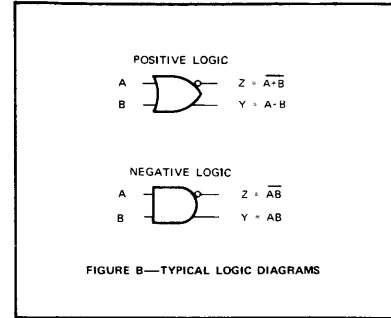 POSITIVE LOGIC
A Z = A+B
B Y = A+B
NEGATIVE LOGIC
A Z = AB
B Y = AB
FIGURE B—TYPICAL LOGIC DIAGRAMS